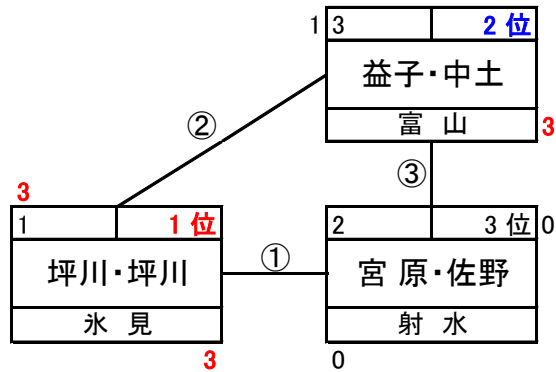 1 3 2 位
益子・中土
富 山 3
②
③
3
1 1 位
坪川・坪川
氷 見
3
①
2 3 位 0
宮 原・佐野
射 水
0